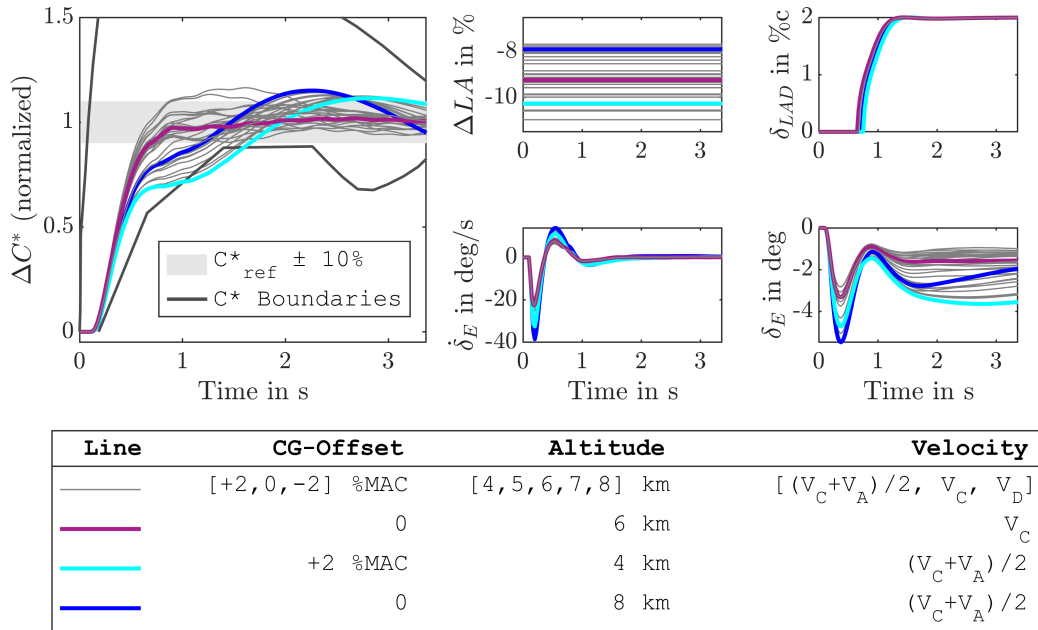 ΔC* (normalized)
1.5
1
0.5
0
0 1 2 3
Time in s
C*ref ± 10%
C* Boundaries
ΔLA in %
-8
-10
0 1 2 3
δLAD in %c
2
1
0
0 1 2 3
δ̇E in deg/s
0
-20
-40
0 1 2 3
Time in s
δE in deg
0
-2
-4
0 1 2 3
Time in s
Line CG-Offset Altitude Velocity
[+2,0,-2] %MAC [4,5,6,7,8] km [(VC+VA)/2, VC, VD]
0 6 km VC
+2 %MAC 4 km (VC+VA)/2
0 8 km (VC+VA)/2